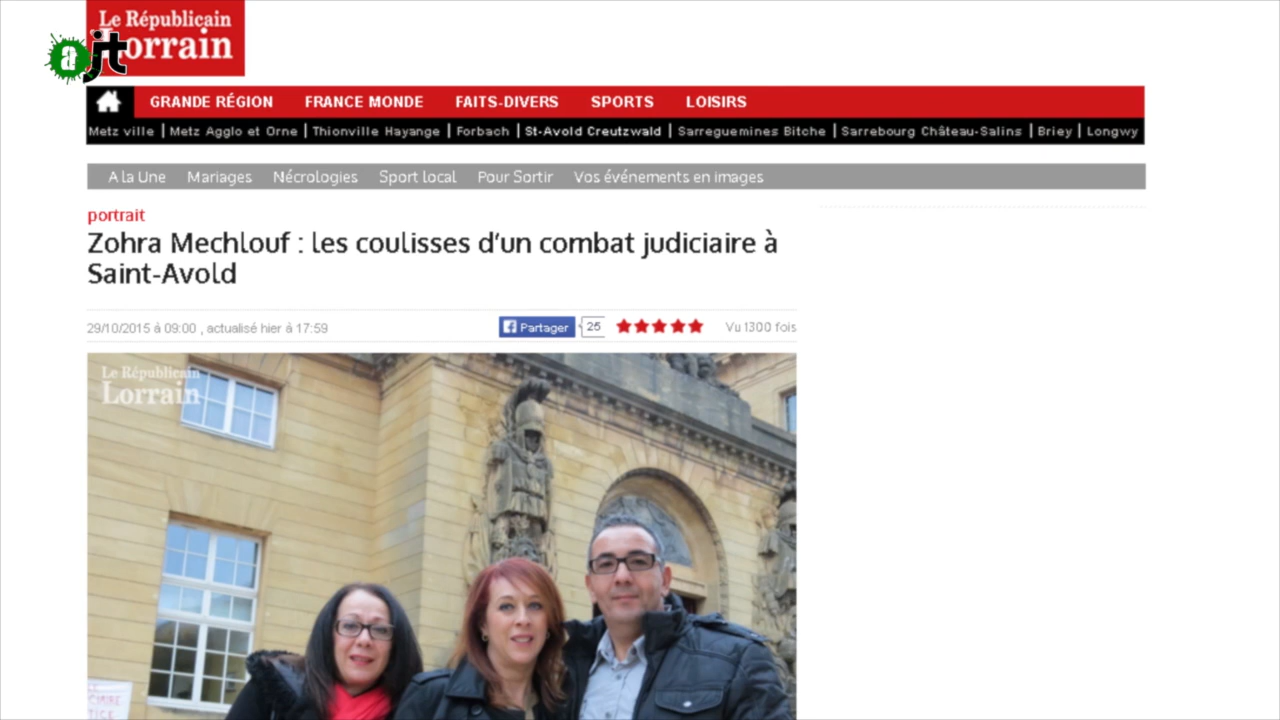 Le Républicain
Lorrain
ajt
GRANDE RÉGION FRANCE MONDE FAITS-DIVERS SPORTS LOISIRS
Metz ville | Metz Agglo et Orne | Thionville Hayange | Forbach | St-Avold Creutzwald | Sarreguemines Bitche | Sarrebourg Château-Salins | Briey | Longwy
A la Une Mariages Nécrologies Sport local Pour Sortir Vos événements en images
portrait
Zohra Mechlouf : les coulisses d’un combat judiciaire à
Saint-Avold
29/10/2015 à 09:00 , actualisé hier à 17:59 Partager 25 Vu 1300 fois
Le Républicain
Lorrain